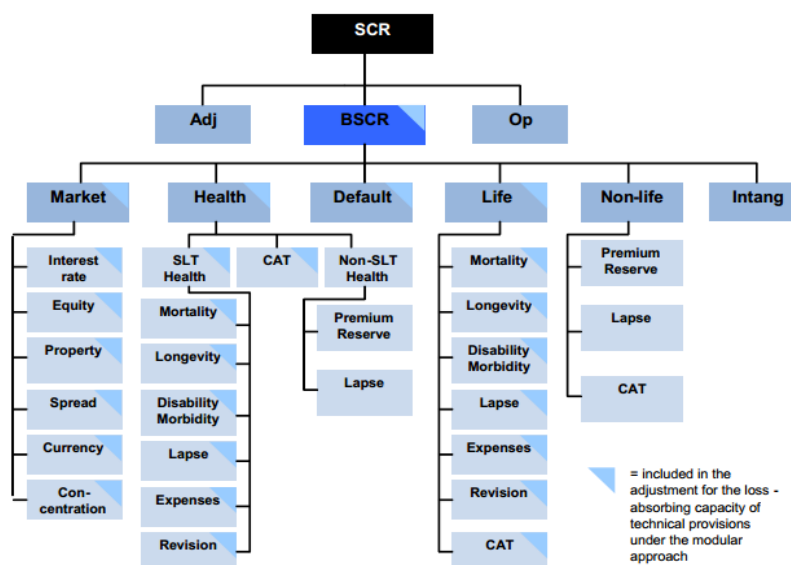 SCR
Adj
BSCR
Op
Market
Health
Default
Life
Non-life
Intang
Interest
rate
Equity
Property
Spread
Currency
Con-
centration
SLT
Health
CAT
Non-SLT
Health
Mortality
Longevity
Disability
Morbidity
Lapse
Expenses
Revision
Premium
Reserve
Lapse
Mortality
Longevity
Disability
Morbidity
Lapse
Expenses
Revision
CAT
Premium
Reserve
Lapse
CAT
= included in the
adjustment for the loss -
absorbing capacity of
technical provisions
under the modular
approach